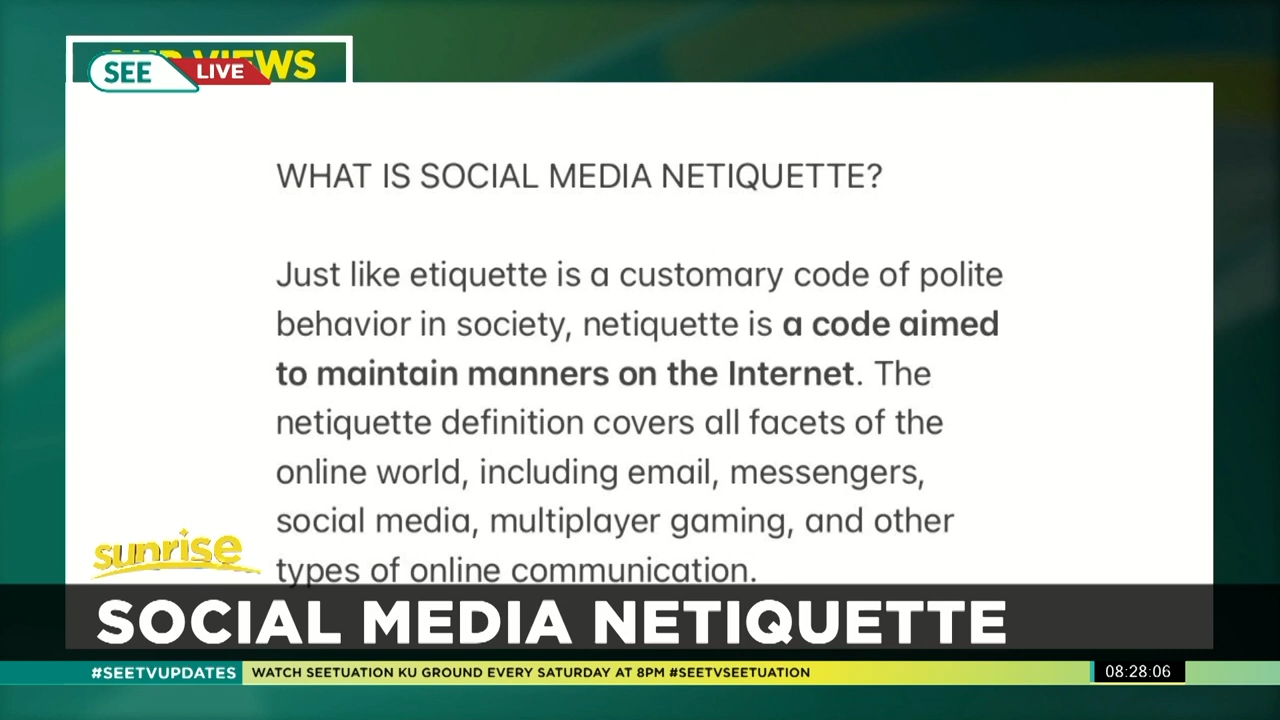 VIEWS
SEE LIVE
WHAT IS SOCIAL MEDIA NETIQUETTE?
Just like etiquette is a customary code of polite
behavior in society, netiquette is a code aimed
to maintain manners on the Internet. The
netiquette definition covers all facets of the
online world, including email, messengers,
social media, multiplayer gaming, and other
types of online communication.
sunrise
SOCIAL MEDIA NETIQUETTE
#SEETVUPDATES WATCH SEETUATION KU GROUND EVERY SATURDAY AT 8PM #SEETVSEETUATION 08:28:06